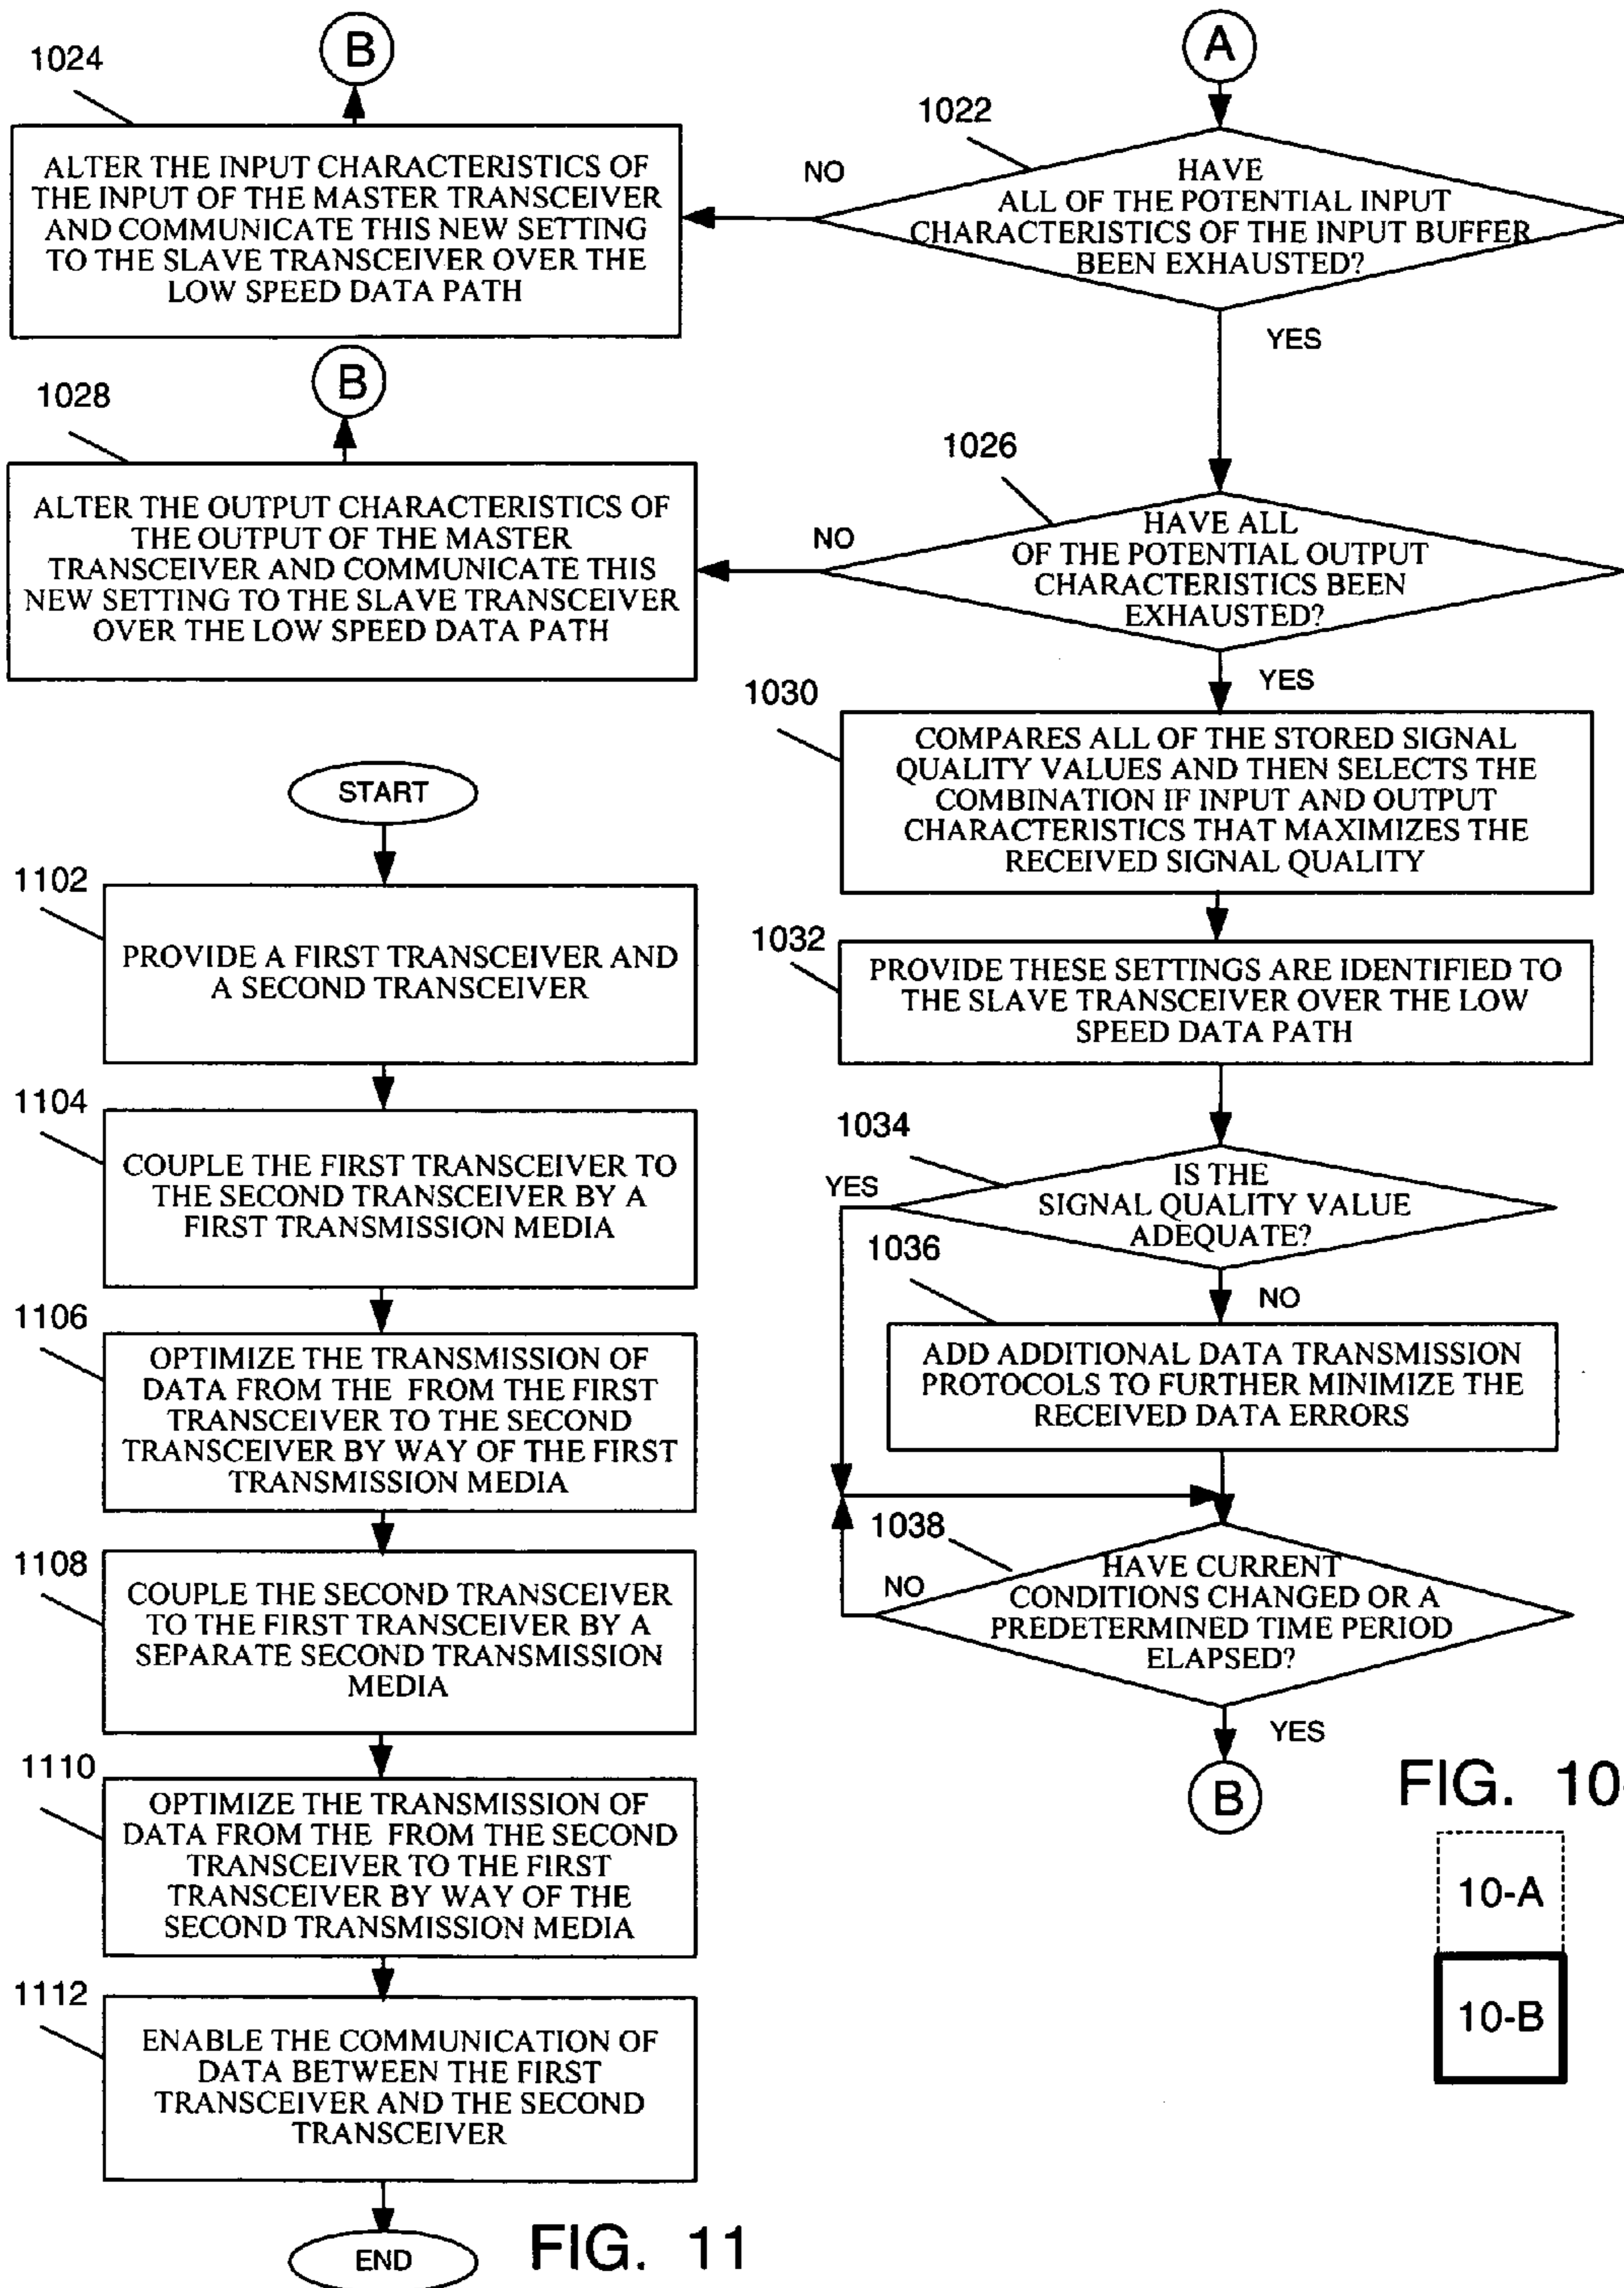 B
1024
ALTER THE INPUT CHARACTERISTICS OF
THE INPUT OF THE MASTER TRANSCEIVER
AND COMMUNICATE THIS NEW SETTING
TO THE SLAVE TRANSCEIVER OVER THE
LOW SPEED DATA PATH
B
1028
ALTER THE OUTPUT CHARACTERISTICS OF
THE OUTPUT OF THE MASTER
TRANSCEIVER AND COMMUNICATE THIS
NEW SETTING TO THE SLAVE TRANSCEIVER
OVER THE LOW SPEED DATA PATH
A
1022
NO
HAVE
ALL OF THE POTENTIAL INPUT
CHARACTERISTICS OF THE INPUT BUFFER
BEEN EXHAUSTED?
YES
1026
NO
HAVE ALL
OF THE POTENTIAL OUTPUT
CHARACTERISTICS BEEN
EXHAUSTED?
YES
1030
COMPARES ALL OF THE STORED SIGNAL
QUALITY VALUES AND THEN SELECTS THE
COMBINATION IF INPUT AND OUTPUT
CHARACTERISTICS THAT MAXIMIZES THE
RECEIVED SIGNAL QUALITY
1032
PROVIDE THESE SETTINGS ARE IDENTIFIED TO
THE SLAVE TRANSCEIVER OVER THE LOW
SPEED DATA PATH
1034
YES
IS THE
SIGNAL QUALITY VALUE
ADEQUATE?
1036
NO
ADD ADDITIONAL DATA TRANSMISSION
PROTOCOLS TO FURTHER MINIMIZE THE
RECEIVED DATA ERRORS
1038
NO
HAVE CURRENT
CONDITIONS CHANGED OR A
PREDETERMINED TIME PERIOD
ELAPSED?
YES
B
FIG. 10
10-A
10-B
START
1102
PROVIDE A FIRST TRANSCEIVER AND
A SECOND TRANSCEIVER
1104
COUPLE THE FIRST TRANSCEIVER TO
THE SECOND TRANSCEIVER BY A
FIRST TRANSMISSION MEDIA
1106
OPTIMIZE THE TRANSMISSION OF
DATA FROM THE FROM THE FIRST
TRANSCEIVER TO THE SECOND
TRANSCEIVER BY WAY OF THE FIRST
TRANSMISSION MEDIA
1108
COUPLE THE SECOND TRANSCEIVER
TO THE FIRST TRANSCEIVER BY A
SEPARATE SECOND TRANSMISSION
MEDIA
1110
OPTIMIZE THE TRANSMISSION OF
DATA FROM THE FROM THE SECOND
TRANSCEIVER TO THE FIRST
TRANSCEIVER BY WAY OF THE
SECOND TRANSMISSION MEDIA
1112
ENABLE THE COMMUNICATION OF
DATA BETWEEN THE FIRST
TRANSCEIVER AND THE SECOND
TRANSCEIVER
END
FIG. 11